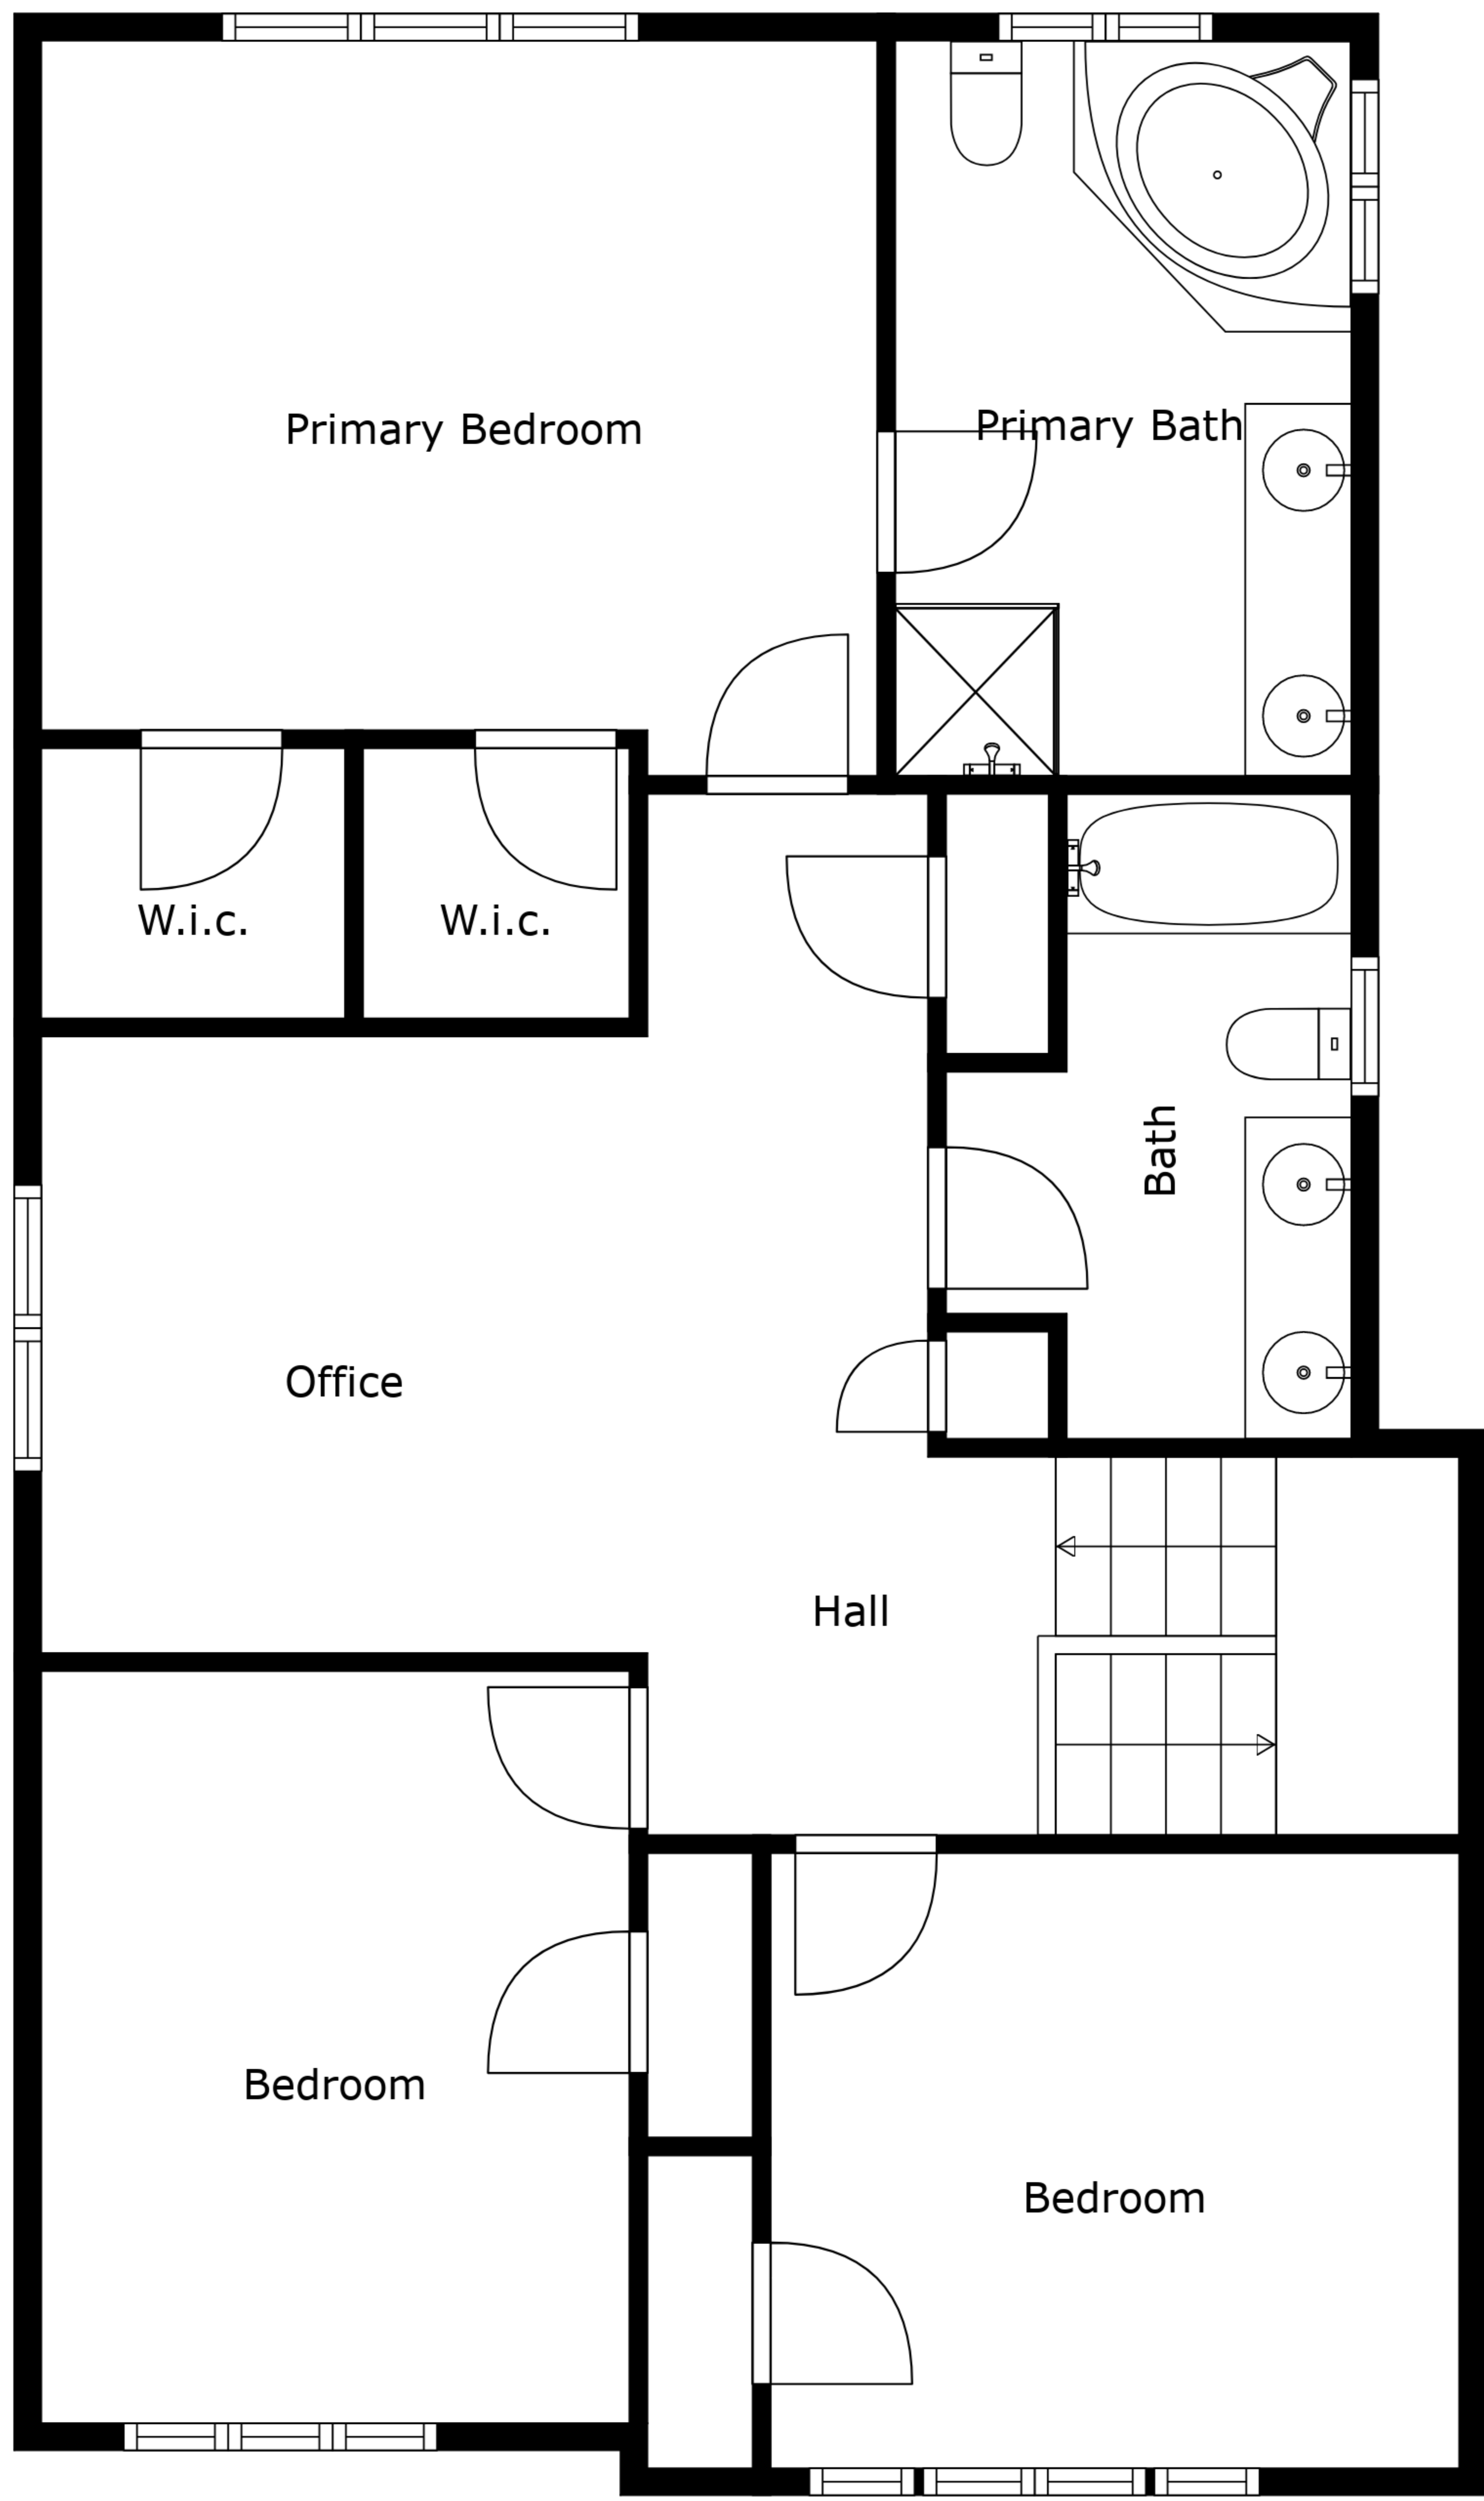 Primary Bedroom
Primary Bath
W.i.c.
W.i.c.
Bath
Office
Hall
Bedroom
Bedroom